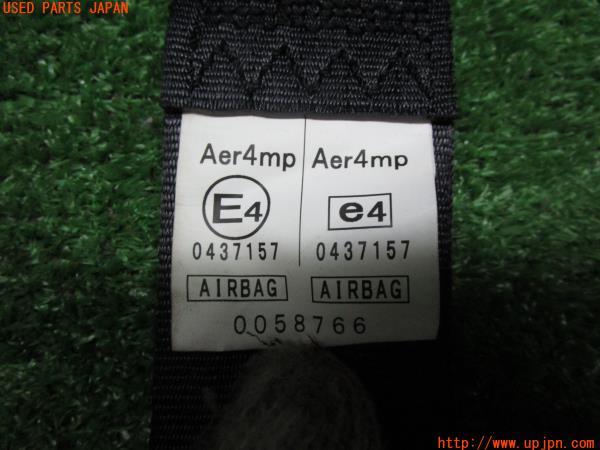 USED PARTS JAPAN
Aer4mp
E4
0437157
AIRBAG
Aer4mp
e4
0437157
AIRBAG
0058766
http://www.upjpn.com